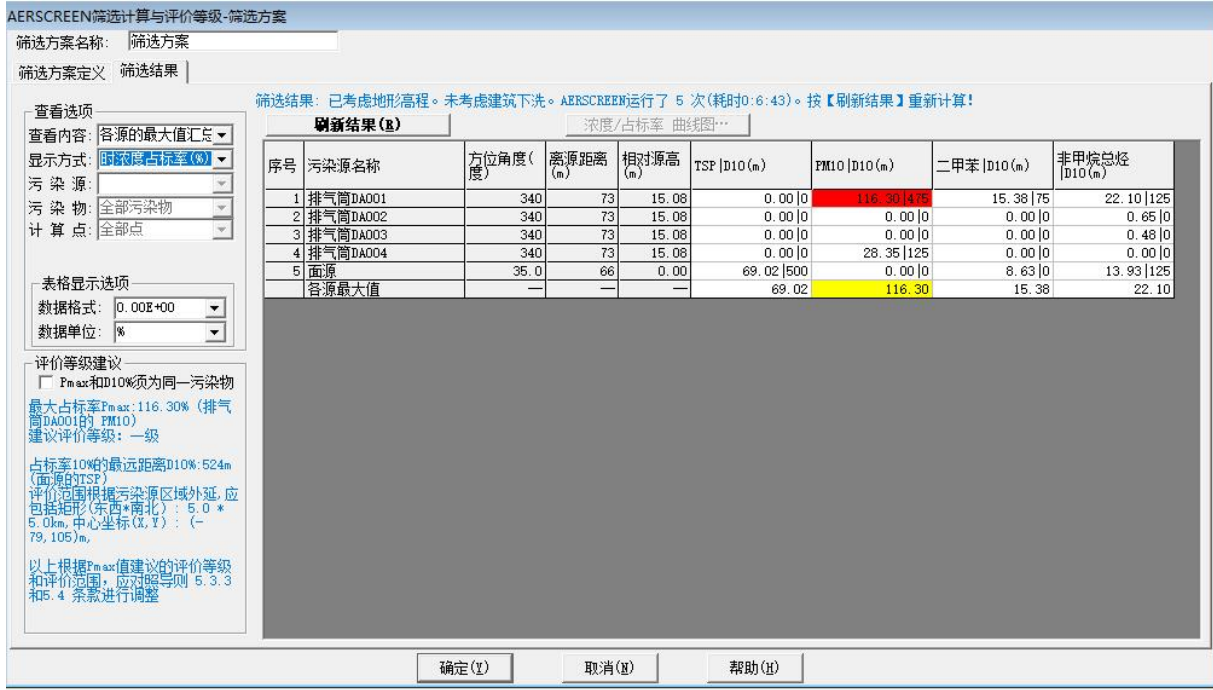 AERSCREEN筛选计算与评价等级-筛选方案
筛选方案名称: 筛选方案
筛选方案定义 筛选结果
筛选结果: 已考虑地形高程。未考虑建筑下洗。AERSCREEN运行了 5 次(耗时0:6:43)。按【刷新结果】重新计算!
查看选项
查看内容: 各源的最大值汇总
显示方式: 时浓度占标率(%)
污 染 源:
污 染 物: 全部污染物
计 算 点: 全部点
表格显示选项
数据格式: 0.00E+00
数据单位: %
评价等级建议
Pmax和D10%须为同一污染物
最大占标率Pmax:116.30% (排气
筒DA001的 PM10)
建议评价等级: 一级
占标率10%的最远距离D10%:524m
(面源的TSP)
评价范围根据污染源区域外延,应
包括矩形(东西*南北): 5.0 *
5.0km,中心坐标(X,Y): (-
79,105)m,
以上根据Pmax值建议的评价等级
和评价范围,应对照导则 5.3.3
和5.4 条款进行调整
刷新结果(R) 浓度/占标率 曲线图…
序号 污染源名称 方位角度(度) 离源距离(m) 相对源高(m) TSP|D10(m) PM10|D10(m) 二甲苯|D10(m) 非甲烷总烃|D10(m)
1 排气筒DA001 340 73 15.08 0.00|0 116.30|475 15.38|75 22.10|125
2 排气筒DA002 340 73 15.08 0.00|0 0.00|0 0.00|0 0.65|0
3 排气筒DA003 340 73 15.08 0.00|0 0.00|0 0.00|0 0.48|0
4 排气筒DA004 340 73 15.08 0.00|0 28.35|125 0.00|0 0.00|0
5 面源 35.0 66 0.00 69.02|500 0.00|0 8.63|0 13.93|125
各源最大值 — — — 69.02 116.30 15.38 22.10
确定(Y) 取消(N) 帮助(H)